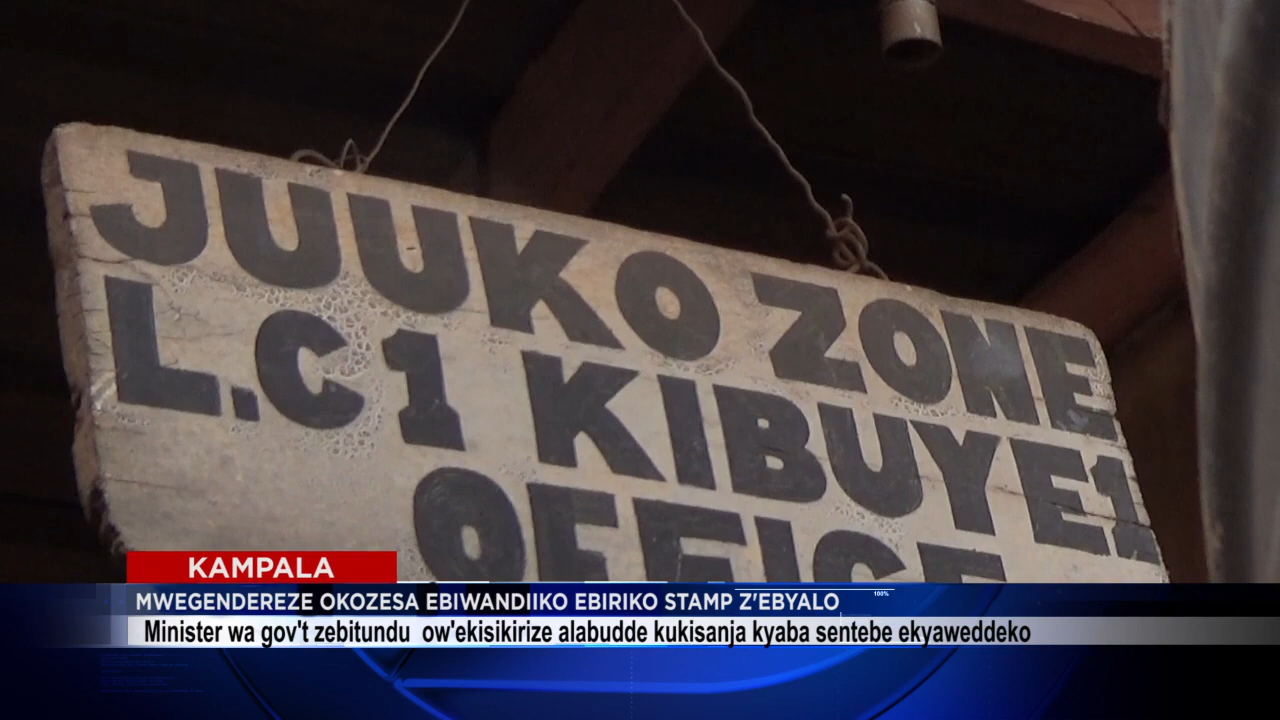 JUUKO ZONE
L.C1 KIBUYE1
OFFICE
KAMPALA
MWEGENDEREZE OKOZESA EBIWANDIIKO EBIRIKO STAMP Z'EBYALO
100%
Minister wa gov't zebitundu ow'ekisikirize alabudde kukisanja kyaba sentebe ekyaweddeko